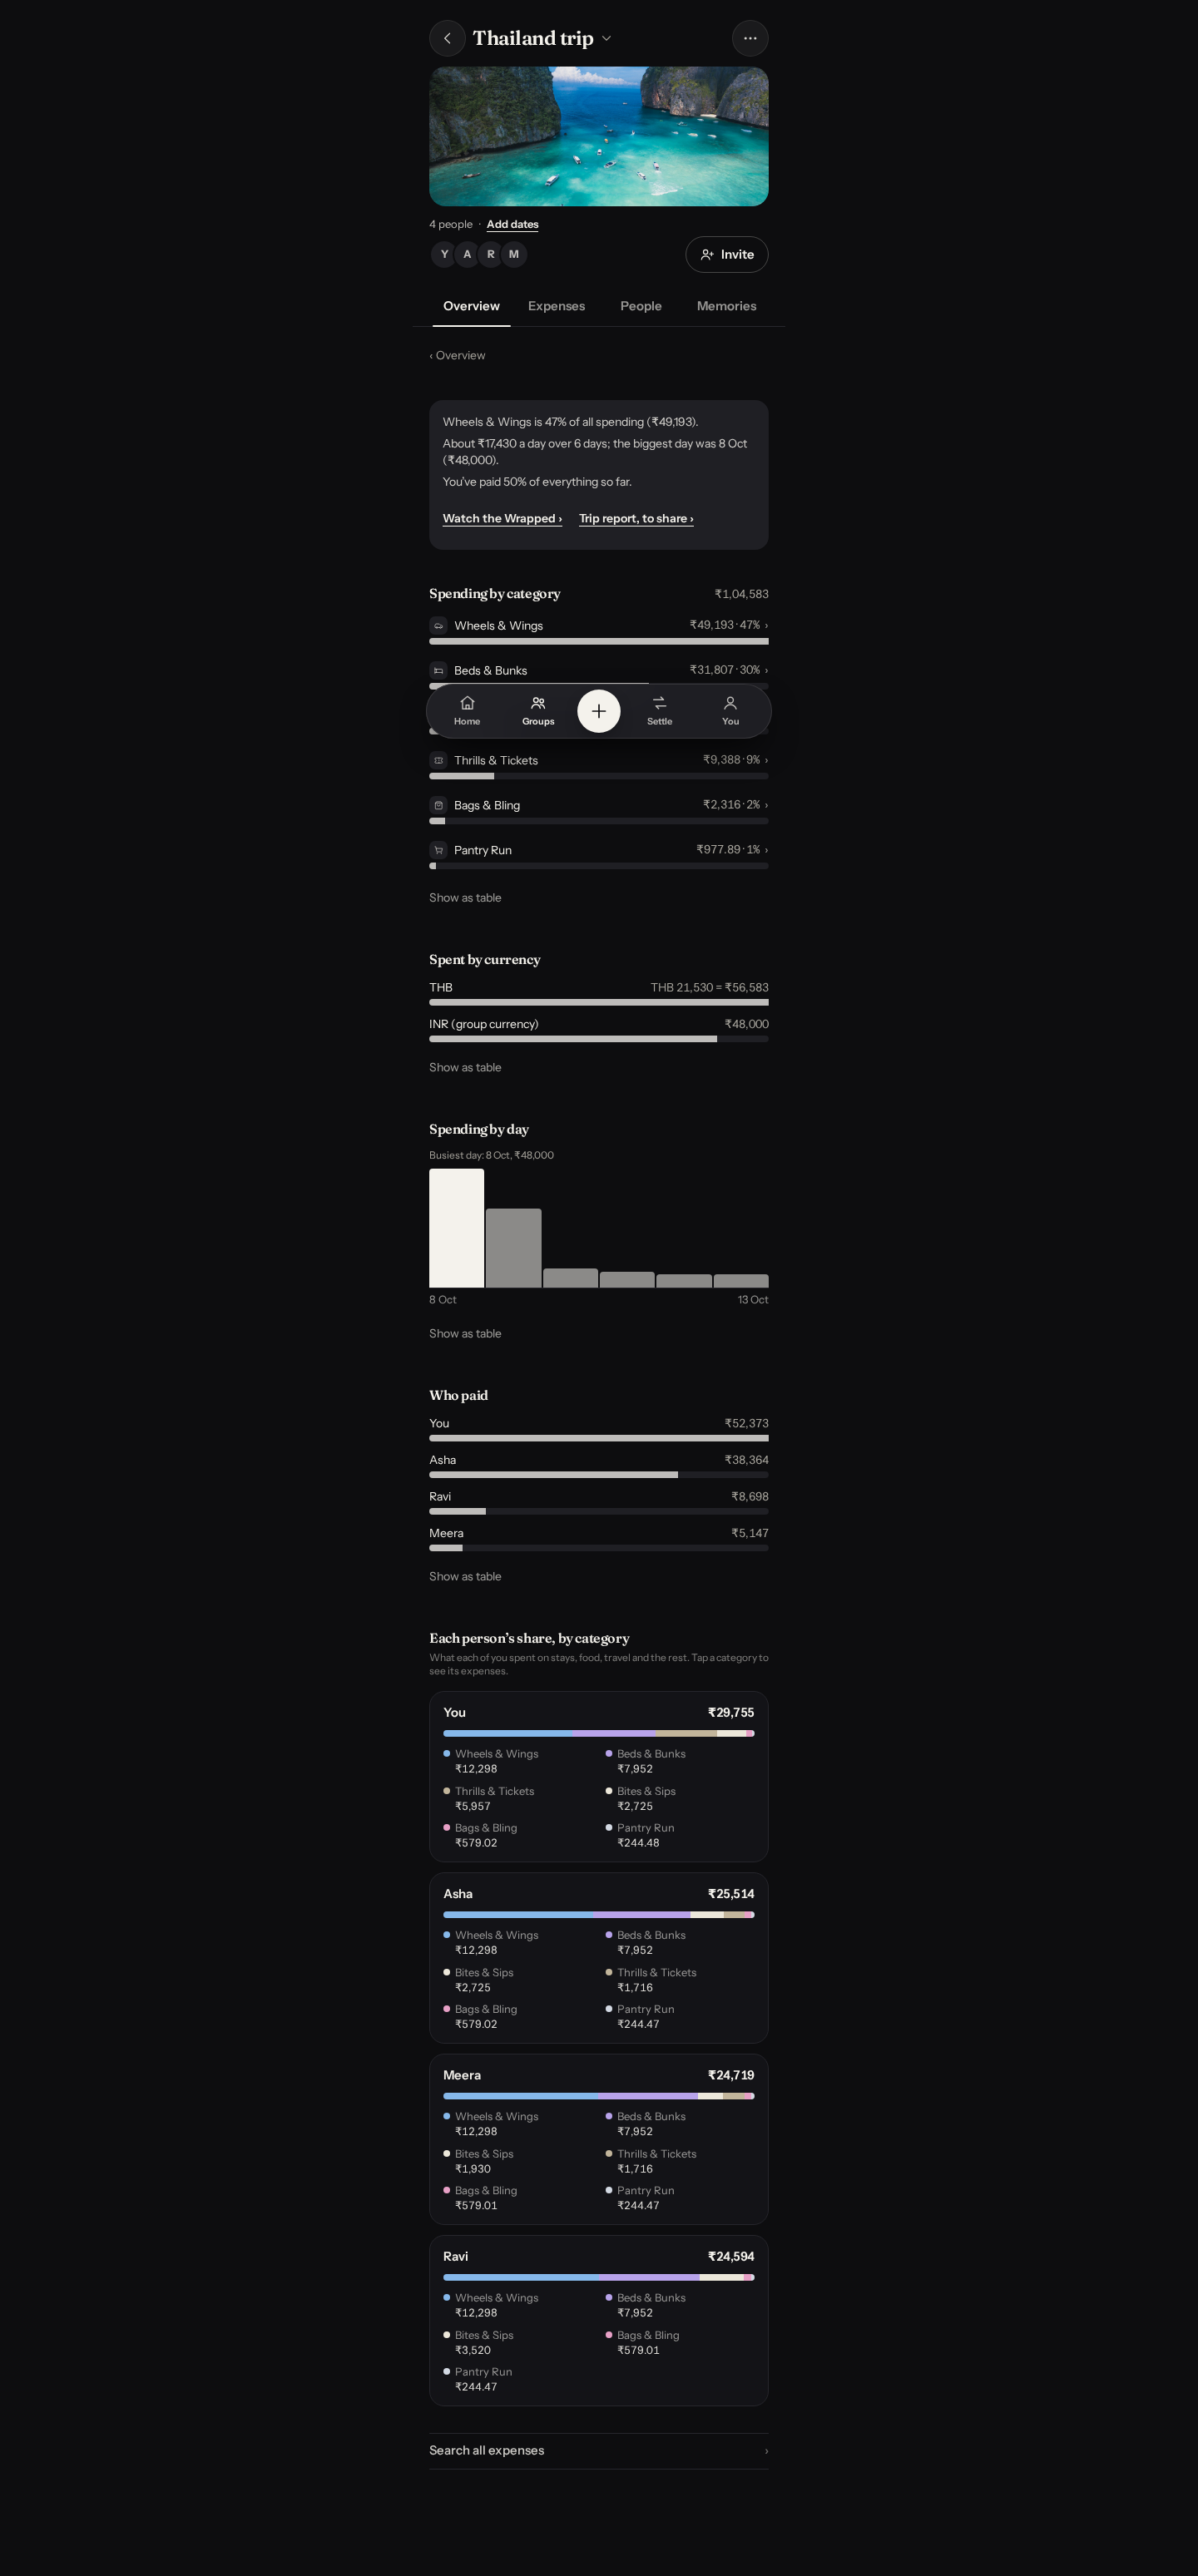 Thailand trip
4 people · Add dates
Y A R M
Invite
Overview Expenses People Memories
‹ Overview
Wheels & Wings is 47% of all spending (₹49,193).
About ₹17,430 a day over 6 days; the biggest day was 8 Oct
(₹48,000).
You've paid 50% of everything so far.
Watch the Wrapped › Trip report, to share ›
Spending by category ₹1,04,583
Wheels & Wings ₹49,193 · 47% ›
Beds & Bunks ₹31,807 · 30% ›
Home Groups Settle You
Thrills & Tickets ₹9,388 · 9% ›
Bags & Bling ₹2,316 · 2% ›
Pantry Run ₹977.89 · 1% ›
Show as table
Spent by currency
THB THB 21,530 = ₹56,583
INR (group currency) ₹48,000
Show as table
Spending by day
Busiest day: 8 Oct, ₹48,000
8 Oct 13 Oct
Show as table
Who paid
You ₹52,373
Asha ₹38,364
Ravi ₹8,698
Meera ₹5,147
Show as table
Each person’s share, by category
What each of you spent on stays, food, travel and the rest. Tap a category to
see its expenses.
You ₹29,755
Wheels & Wings Beds & Bunks
₹12,298 ₹7,952
Thrills & Tickets Bites & Sips
₹5,957 ₹2,725
Bags & Bling Pantry Run
₹579.02 ₹244.48
Asha ₹25,514
Wheels & Wings Beds & Bunks
₹12,298 ₹7,952
Bites & Sips Thrills & Tickets
₹2,725 ₹1,716
Bags & Bling Pantry Run
₹579.02 ₹244.47
Meera ₹24,719
Wheels & Wings Beds & Bunks
₹12,298 ₹7,952
Bites & Sips Thrills & Tickets
₹1,930 ₹1,716
Bags & Bling Pantry Run
₹579.01 ₹244.47
Ravi ₹24,594
Wheels & Wings Beds & Bunks
₹12,298 ₹7,952
Bites & Sips Bags & Bling
₹3,520 ₹579.01
Pantry Run
₹244.47
Search all expenses ›